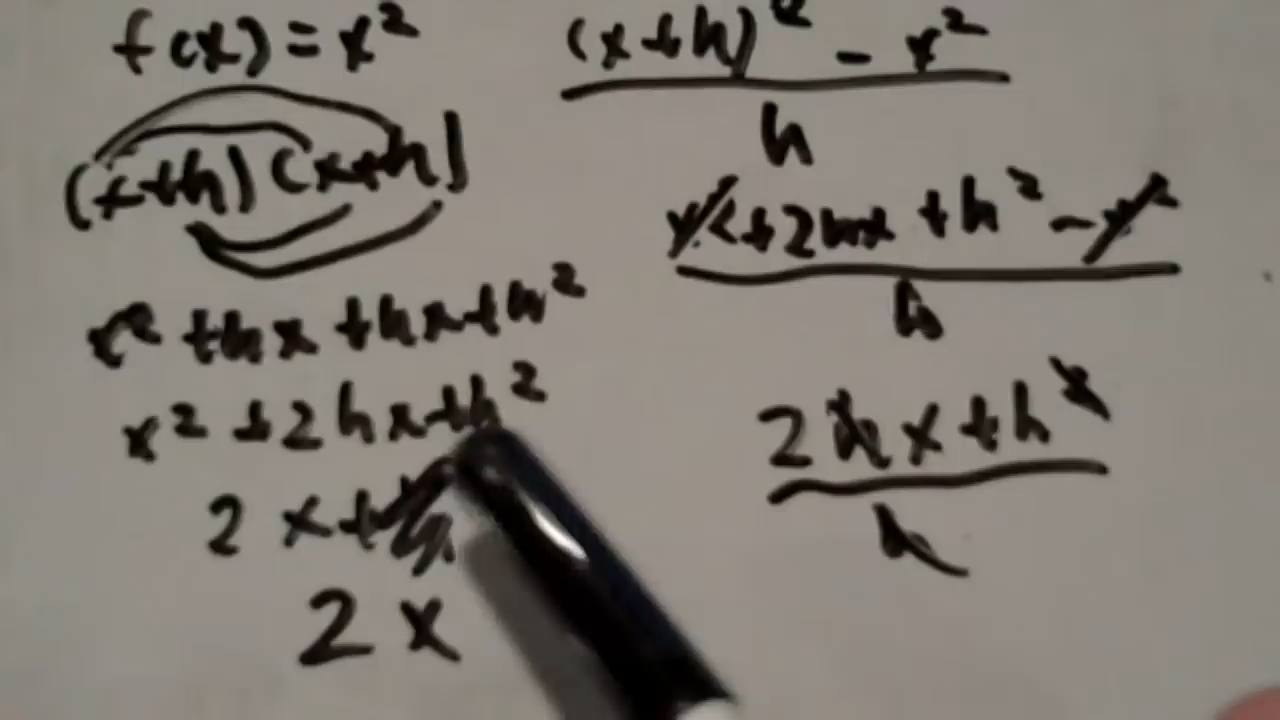 f(x) = x²
(x+h)² - x²
h
(x+h)(x+h)
x² + 2hx + h² - x²
h
x² + hx + hx + h²
x² + 2hx + h²
2hx + h²
h
2x + h
2x